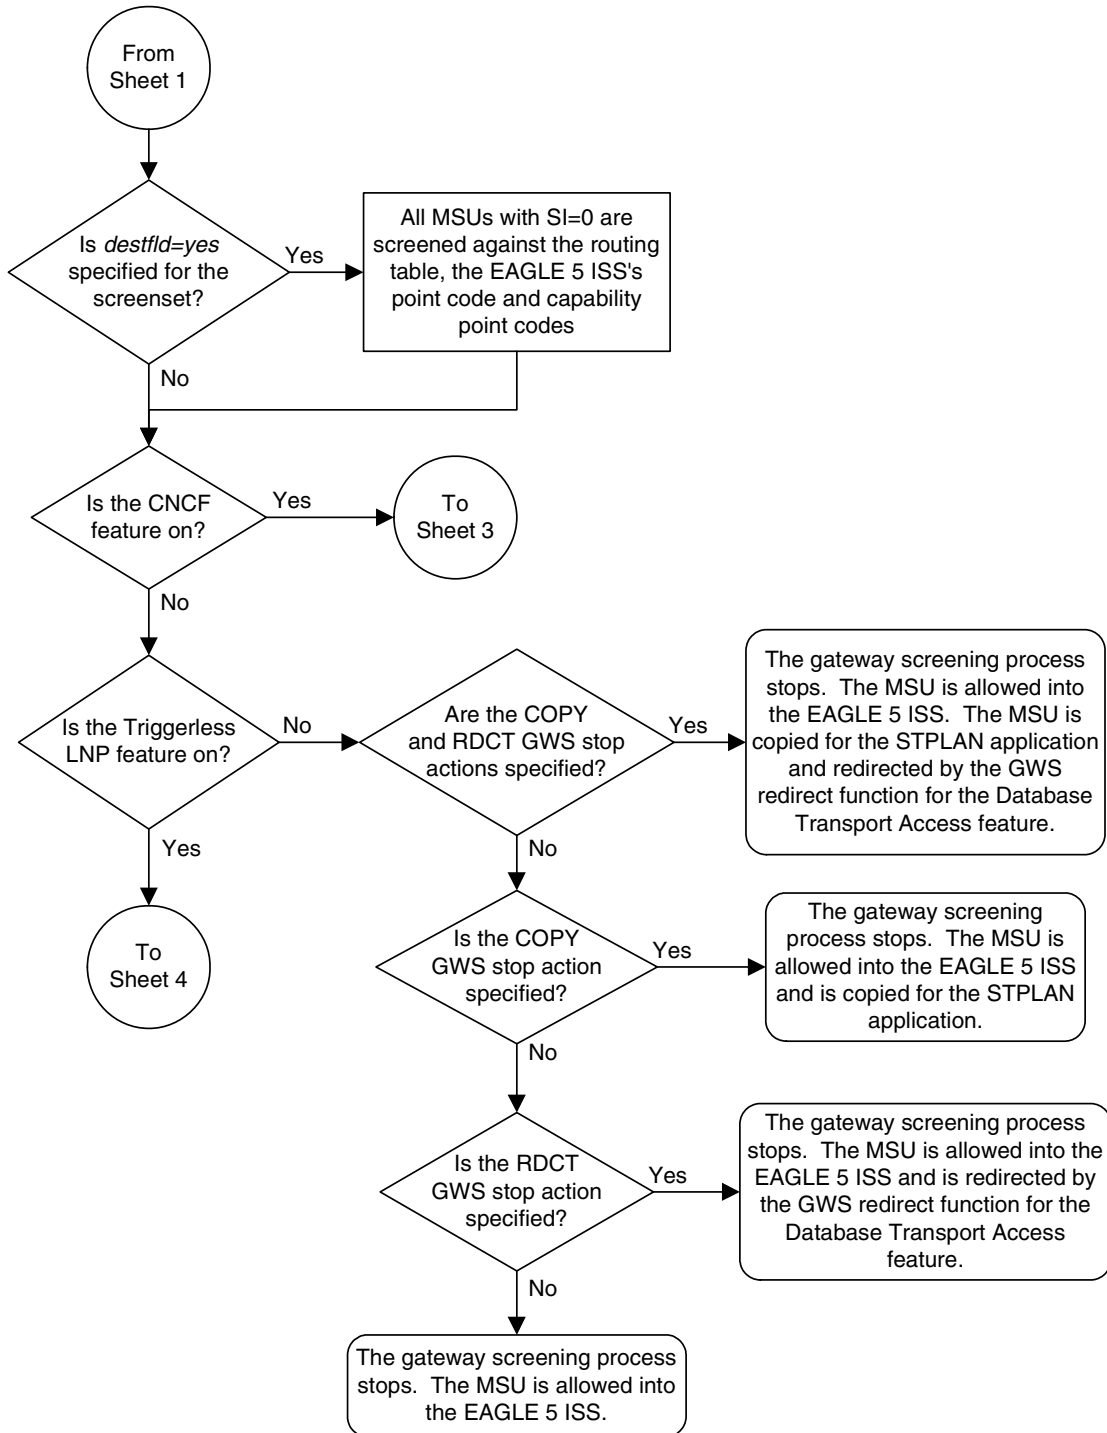 From
Sheet 1
Is destfld=yes
specified for the
screenset?
Yes
All MSUs with SI=0 are
screened against the routing
table, the EAGLE 5 ISS's
point code and capability
point codes
No
Is the CNCF
feature on?
Yes
To
Sheet 3
No
Is the Triggerless
LNP feature on?
No
Are the COPY
and RDCT GWS stop
actions specified?
Yes
The gateway screening process
stops.  The MSU is allowed into
the EAGLE 5 ISS.  The MSU is
copied for the STPLAN application
and redirected by the GWS
redirect function for the Database
Transport Access feature.
Yes
To
Sheet 4
No
Is the COPY
GWS stop action
specified?
Yes
The gateway screening
process stops.  The MSU is
allowed into the EAGLE 5 ISS
and is copied for the STPLAN
application.
No
Is the RDCT
GWS stop action
specified?
Yes
The gateway screening process
stops.  The MSU is allowed into the
EAGLE 5 ISS and is redirected by
the GWS redirect function for the
Database Transport Access
feature.
No
The gateway screening process
stops.  The MSU is allowed into
the EAGLE 5 ISS.